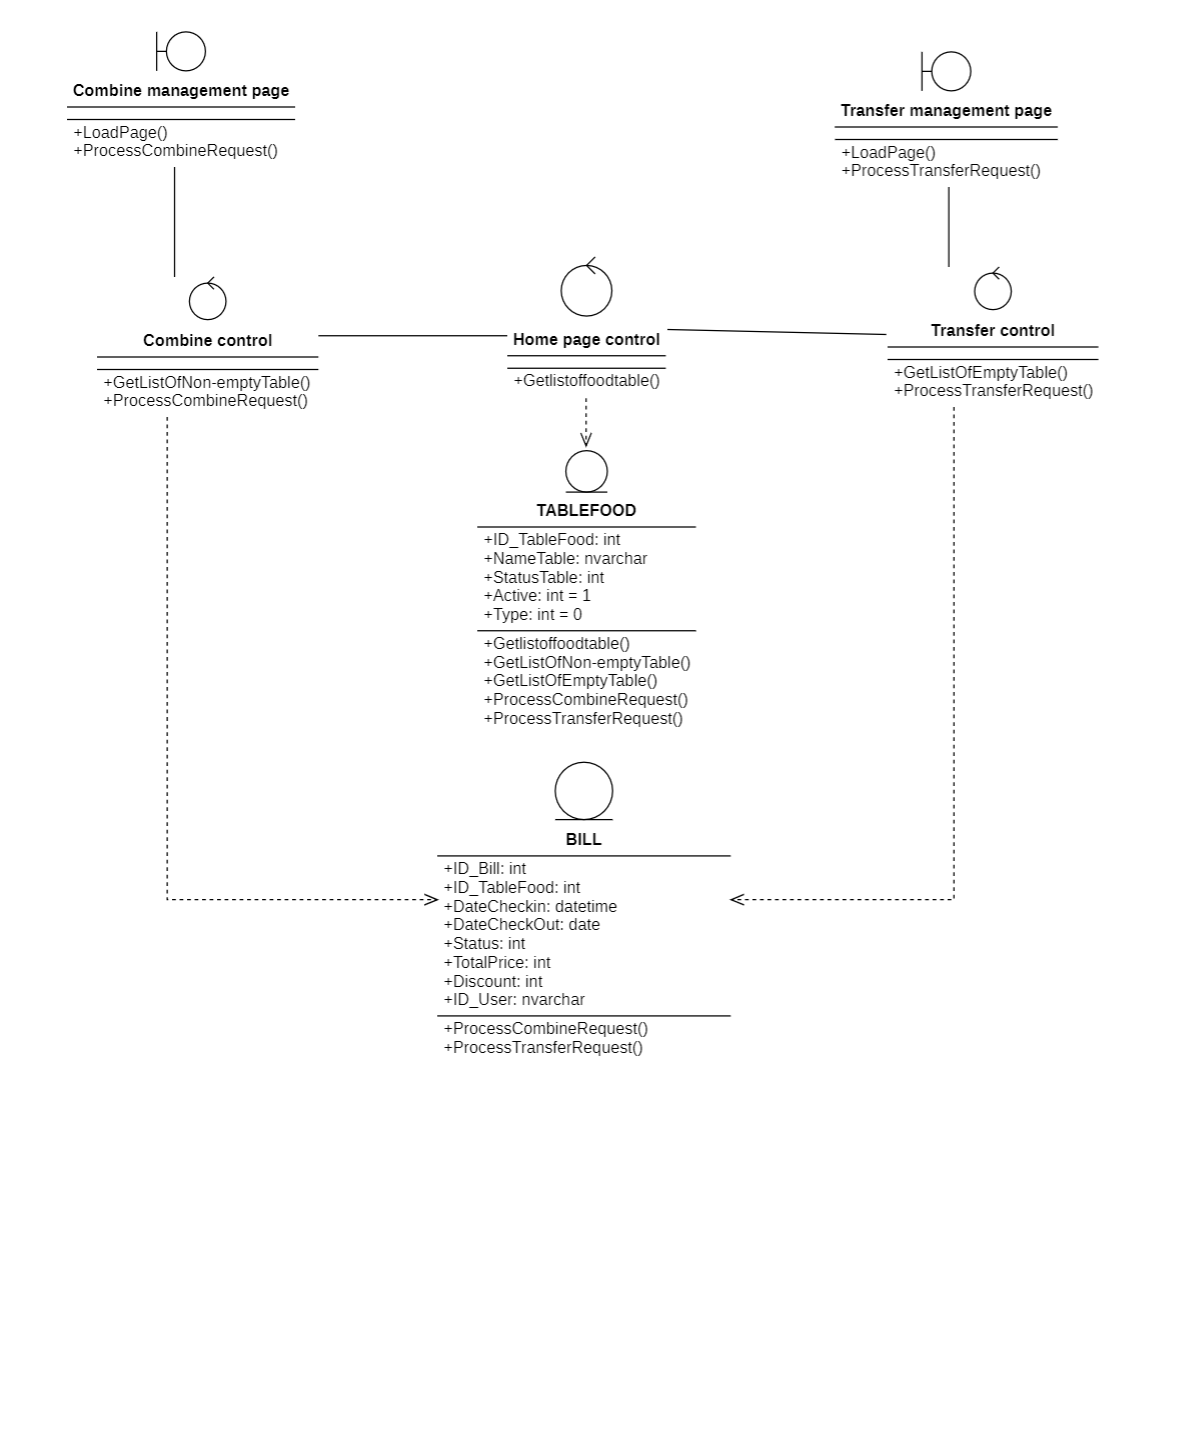 Combine management page
+LoadPage()
+ProcessCombineRequest()
Transfer management page
+LoadPage()
+ProcessTransferRequest()
Combine control
+GetListOfNon-emptyTable()
+ProcessCombineRequest()
Home page control
+Getlistoffoodtable()
Transfer control
+GetListOfEmptyTable()
+ProcessTransferRequest()
TABLEFOOD
+ID_TableFood: int
+NameTable: nvarchar
+StatusTable: int
+Active: int = 1
+Type: int = 0
+Getlistoffoodtable()
+GetListOfNon-emptyTable()
+GetListOfEmptyTable()
+ProcessCombineRequest()
+ProcessTransferRequest()
BILL
+ID_Bill: int
+ID_TableFood: int
+DateCheckin: datetime
+DateCheckOut: date
+Status: int
+TotalPrice: int
+Discount: int
+ID_User: nvarchar
+ProcessCombineRequest()
+ProcessTransferRequest()